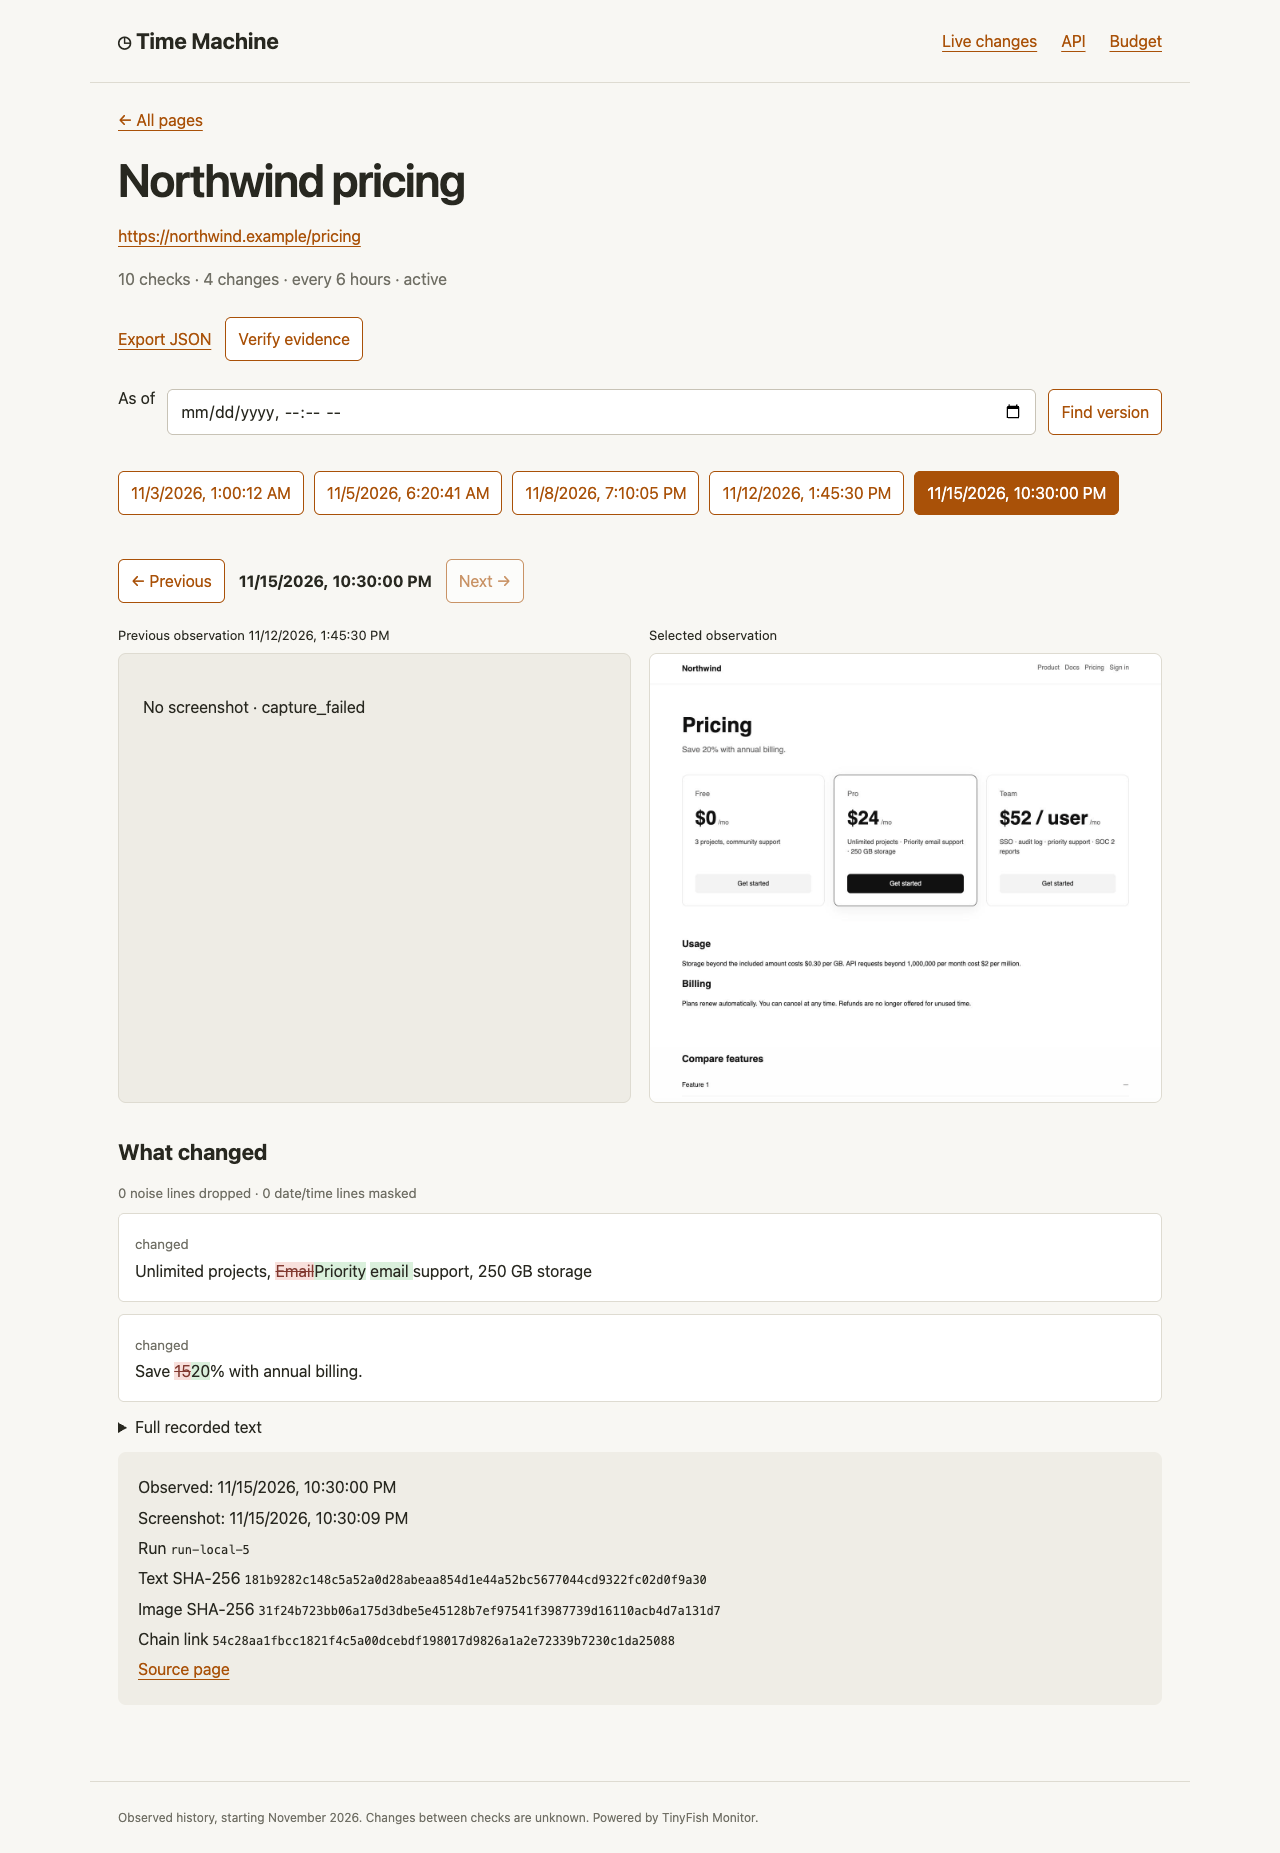 ◷ Time Machine
Live changes API Budget
← All pages
Northwind pricing
https://northwind.example/pricing
10 checks · 4 changes · every 6 hours · active
Export JSON Verify evidence
As of mm/dd/yyyy, --:-- -- Find version
11/3/2026, 1:00:12 AM 11/5/2026, 6:20:41 AM 11/8/2026, 7:10:05 PM 11/12/2026, 1:45:30 PM 11/15/2026, 10:30:00 PM
← Previous 11/15/2026, 10:30:00 PM Next →
Previous observation 11/12/2026, 1:45:30 PM
No screenshot · capture_failed
Selected observation
Northwind Product Docs Pricing Sign in
Pricing
Save 20% with annual billing.
Free
$0 /mo
3 projects, community support
Get started
Pro
$24 /mo
Unlimited projects · Priority email support
· 250 GB storage
Get started
Team
$52 / user /mo
SSO · audit log · priority support · SOC 2
reports
Get started
Usage
Storage beyond the included amount costs $0.30 per GB. API requests beyond 1,000,000 per month cost $2 per million.
Billing
Plans renew automatically. You can cancel at any time. Refunds are no longer offered for unused time.
Compare features
Feature 1 —
What changed
0 noise lines dropped · 0 date/time lines masked
changed
Unlimited projects, EmailPriority email support, 250 GB storage
changed
Save 1520% with annual billing.
▶ Full recorded text
Observed: 11/15/2026, 10:30:00 PM
Screenshot: 11/15/2026, 10:30:09 PM
Run run-local-5
Text SHA-256 181b9282c148c5a52a0d28abeaa854d1e44a52bc5677044cd9322fc02d0f9a30
Image SHA-256 31f24b723bb06a175d3dbe5e45128b7ef97541f3987739d16110acb4d7a131d7
Chain link 54c28aa1fbcc1821f4c5a00dcebdf198017d9826a1a2e72339b7230c1da25088
Source page
Observed history, starting November 2026. Changes between checks are unknown. Powered by TinyFish Monitor.